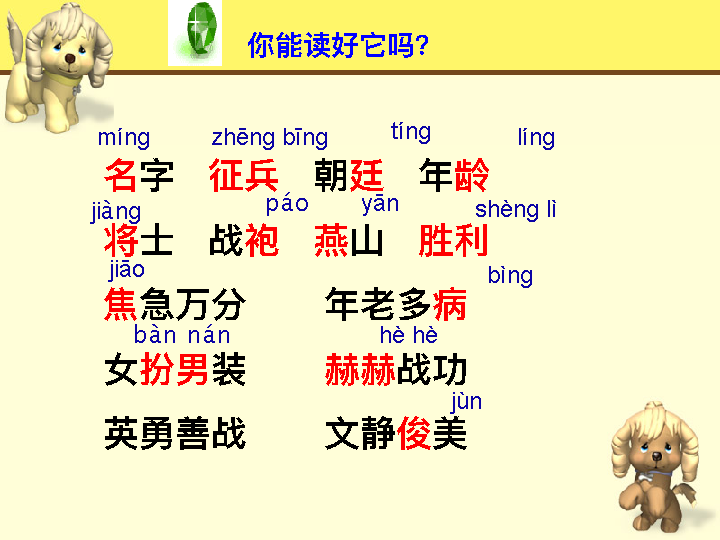 你能读好它吗?
míng zhēng bīng tíng líng
名字 征兵 朝廷 年龄
jiàng páo yān shèng lì
将士 战袍 燕山 胜利
jiāo bìng
焦急万分 年老多病
bàn nán hè hè
女扮男装 赫赫战功
jùn
英勇善战 文静俊美